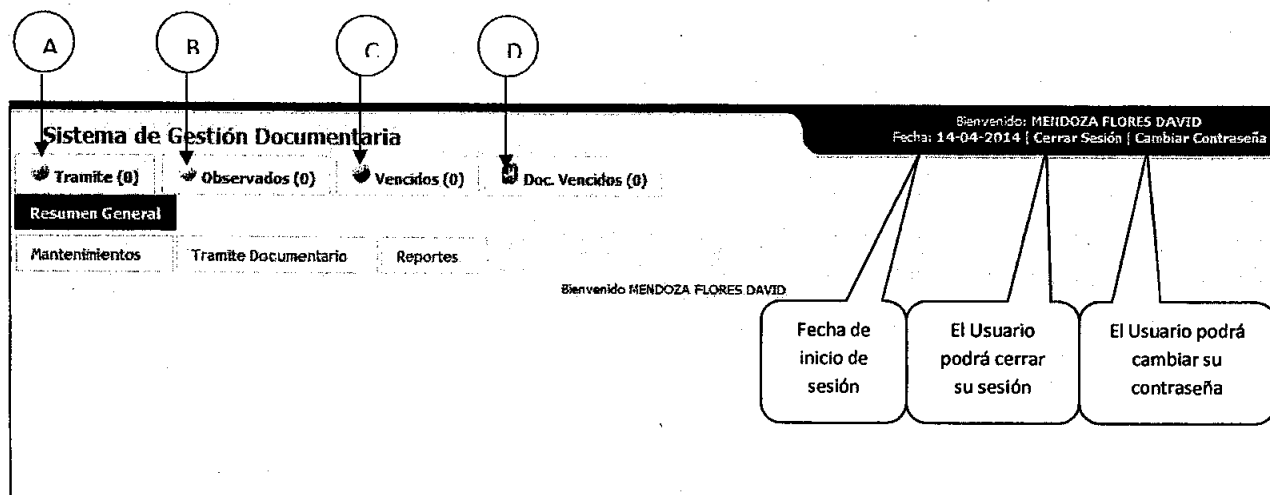 A B C D
Sistema de Gestión Documentaria
Bienvenido: MENDOZA FLORES DAVID
Fecha: 14-04-2014 | Cerrar Sesión | Cambiar Contraseña
Tramite (0) Observados (0) Vencidos (0) Doc. Vencidos (0)
Resumen General
Mantenimientos Tramite Documentario Reportes
Bienvenido MENDOZA FLORES DAVID
Fecha de
inicio de
sesión
El Usuario
podrá cerrar
su sesión
El Usuario podrá
cambiar su
contraseña